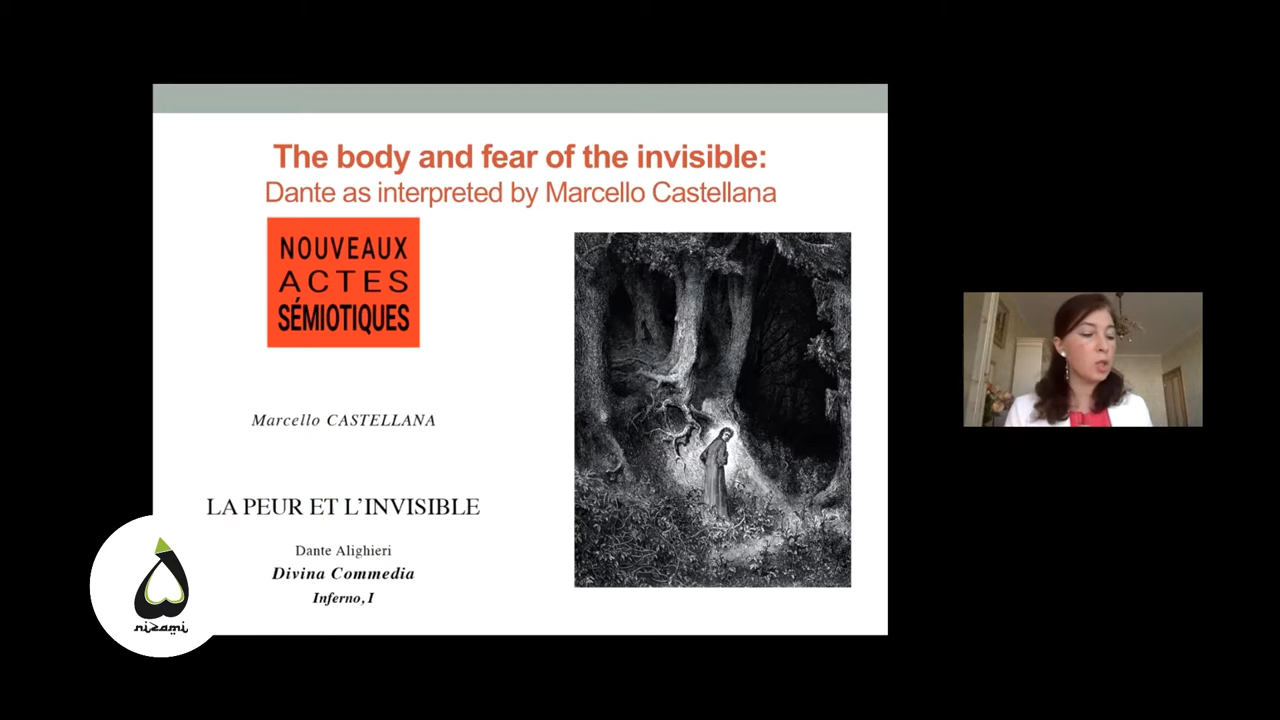 The body and fear of the invisible:
Dante as interpreted by Marcello Castellana
NOUVEAUX
ACTES
SÉMIOTIQUES
Marcello CASTELLANA
LA PEUR ET L'INVISIBLE
Dante Alighieri
Divina Commedia
Inferno, I
nizami